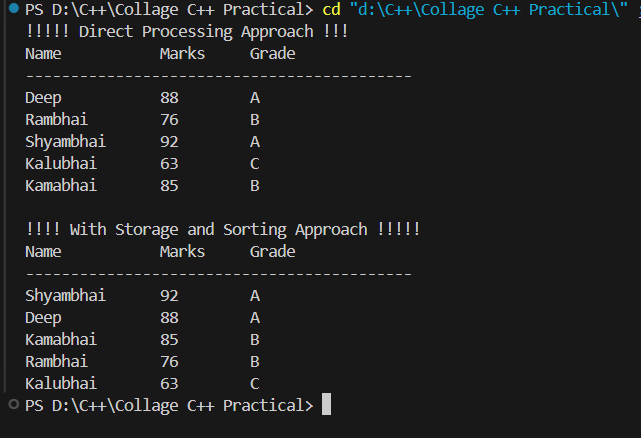 PS D:\C++\Collage C++ Practical> cd "d:\C++\Collage C++ Practical\" ;
!!!!! Direct Processing Approach !!!
Name Marks Grade
-------------------------------------------
Deep 88 A
Rambhai 76 B
Shyambhai 92 A
Kalubhai 63 C
Kamabhai 85 B
!!!! With Storage and Sorting Approach !!!!!
Name Marks Grade
-------------------------------------------
Shyambhai 92 A
Deep 88 A
Kamabhai 85 B
Rambhai 76 B
Kalubhai 63 C
PS D:\C++\Collage C++ Practical>